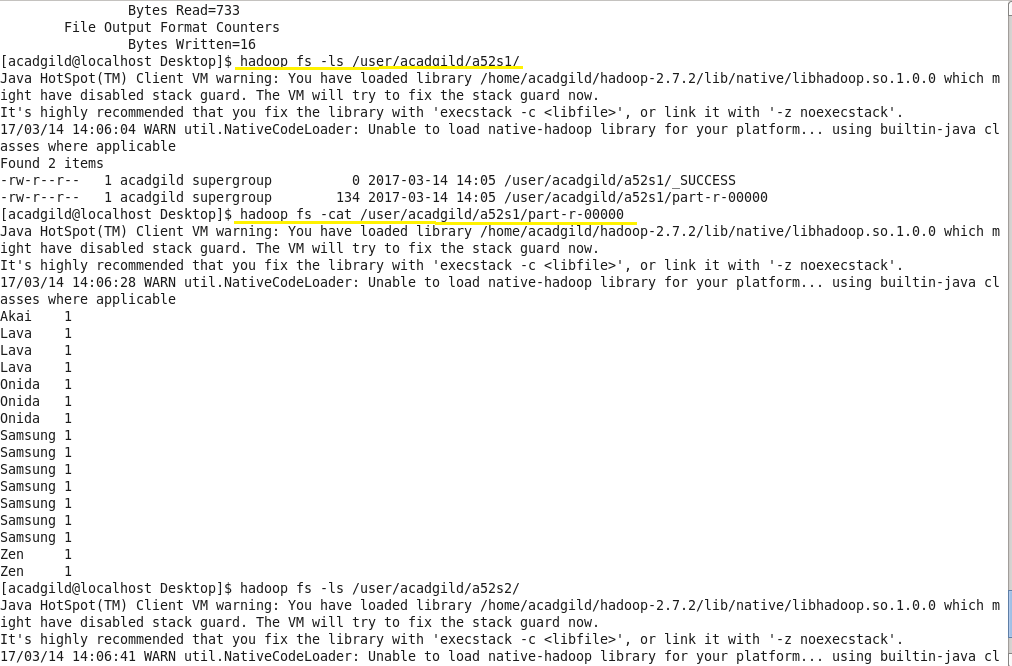 Bytes Read=733
File Output Format Counters
Bytes Written=16
[acadgild@localhost Desktop]$ hadoop fs -ls /user/acadgild/a52s1/
Java HotSpot(TM) Client VM warning: You have loaded library /home/acadgild/hadoop-2.7.2/lib/native/libhadoop.so.1.0.0 which m
ight have disabled stack guard. The VM will try to fix the stack guard now.
It's highly recommended that you fix the library with 'execstack -c <libfile>', or link it with '-z noexecstack'.
17/03/14 14:06:04 WARN util.NativeCodeLoader: Unable to load native-hadoop library for your platform... using builtin-java cl
asses where applicable
Found 2 items
-rw-r--r--   1 acadgild supergroup          0 2017-03-14 14:05 /user/acadgild/a52s1/_SUCCESS
-rw-r--r--   1 acadgild supergroup        134 2017-03-14 14:05 /user/acadgild/a52s1/part-r-00000
[acadgild@localhost Desktop]$ hadoop fs -cat /user/acadgild/a52s1/part-r-00000
Java HotSpot(TM) Client VM warning: You have loaded library /home/acadgild/hadoop-2.7.2/lib/native/libhadoop.so.1.0.0 which m
ight have disabled stack guard. The VM will try to fix the stack guard now.
It's highly recommended that you fix the library with 'execstack -c <libfile>', or link it with '-z noexecstack'.
17/03/14 14:06:28 WARN util.NativeCodeLoader: Unable to load native-hadoop library for your platform... using builtin-java cl
asses where applicable
Akai    1
Lava    1
Lava    1
Lava    1
Onida   1
Onida   1
Onida   1
Samsung 1
Samsung 1
Samsung 1
Samsung 1
Samsung 1
Samsung 1
Samsung 1
Zen     1
Zen     1
[acadgild@localhost Desktop]$ hadoop fs -ls /user/acadgild/a52s2/
Java HotSpot(TM) Client VM warning: You have loaded library /home/acadgild/hadoop-2.7.2/lib/native/libhadoop.so.1.0.0 which m
ight have disabled stack guard. The VM will try to fix the stack guard now.
It's highly recommended that you fix the library with 'execstack -c <libfile>', or link it with '-z noexecstack'.
17/03/14 14:06:41 WARN util.NativeCodeLoader: Unable to load native-hadoop library for your platform... using builtin-java cl